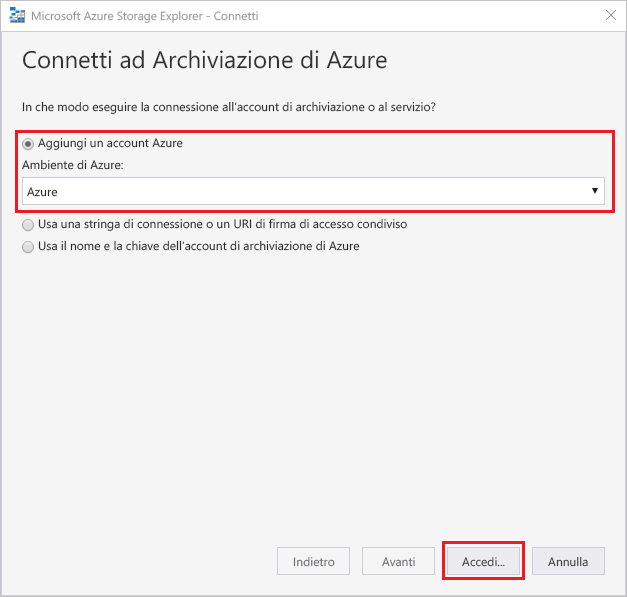 Microsoft Azure Storage Explorer - Connetti
Connetti ad Archiviazione di Azure
In che modo eseguire la connessione all'account di archiviazione o al servizio?
Aggiungi un account Azure
Ambiente di Azure:
Azure
Usa una stringa di connessione o un URI di firma di accesso condiviso
Usa il nome e la chiave dell'account di archiviazione di Azure
Indietro Avanti Accedi... Annulla